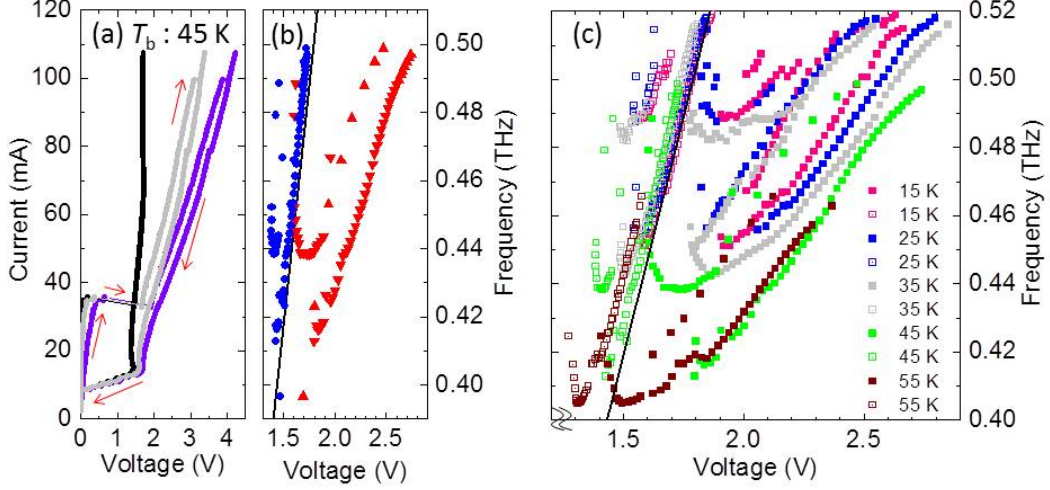 (a) T_b : 45 K
Current (mA)
120
100
80
60
40
20
0
0 1 2 3 4
Voltage (V)
(b)
0.50
0.48
0.46
0.44
0.42
0.40
Frequency (THz)
1.5 2.0 2.5
Voltage (V)
(c)
0.52
0.50
0.48
0.46
0.44
0.42
0.40
Frequency (THz)
15 K
15 K
25 K
25 K
35 K
35 K
45 K
45 K
55 K
55 K
1.5 2.0 2.5
Voltage (V)